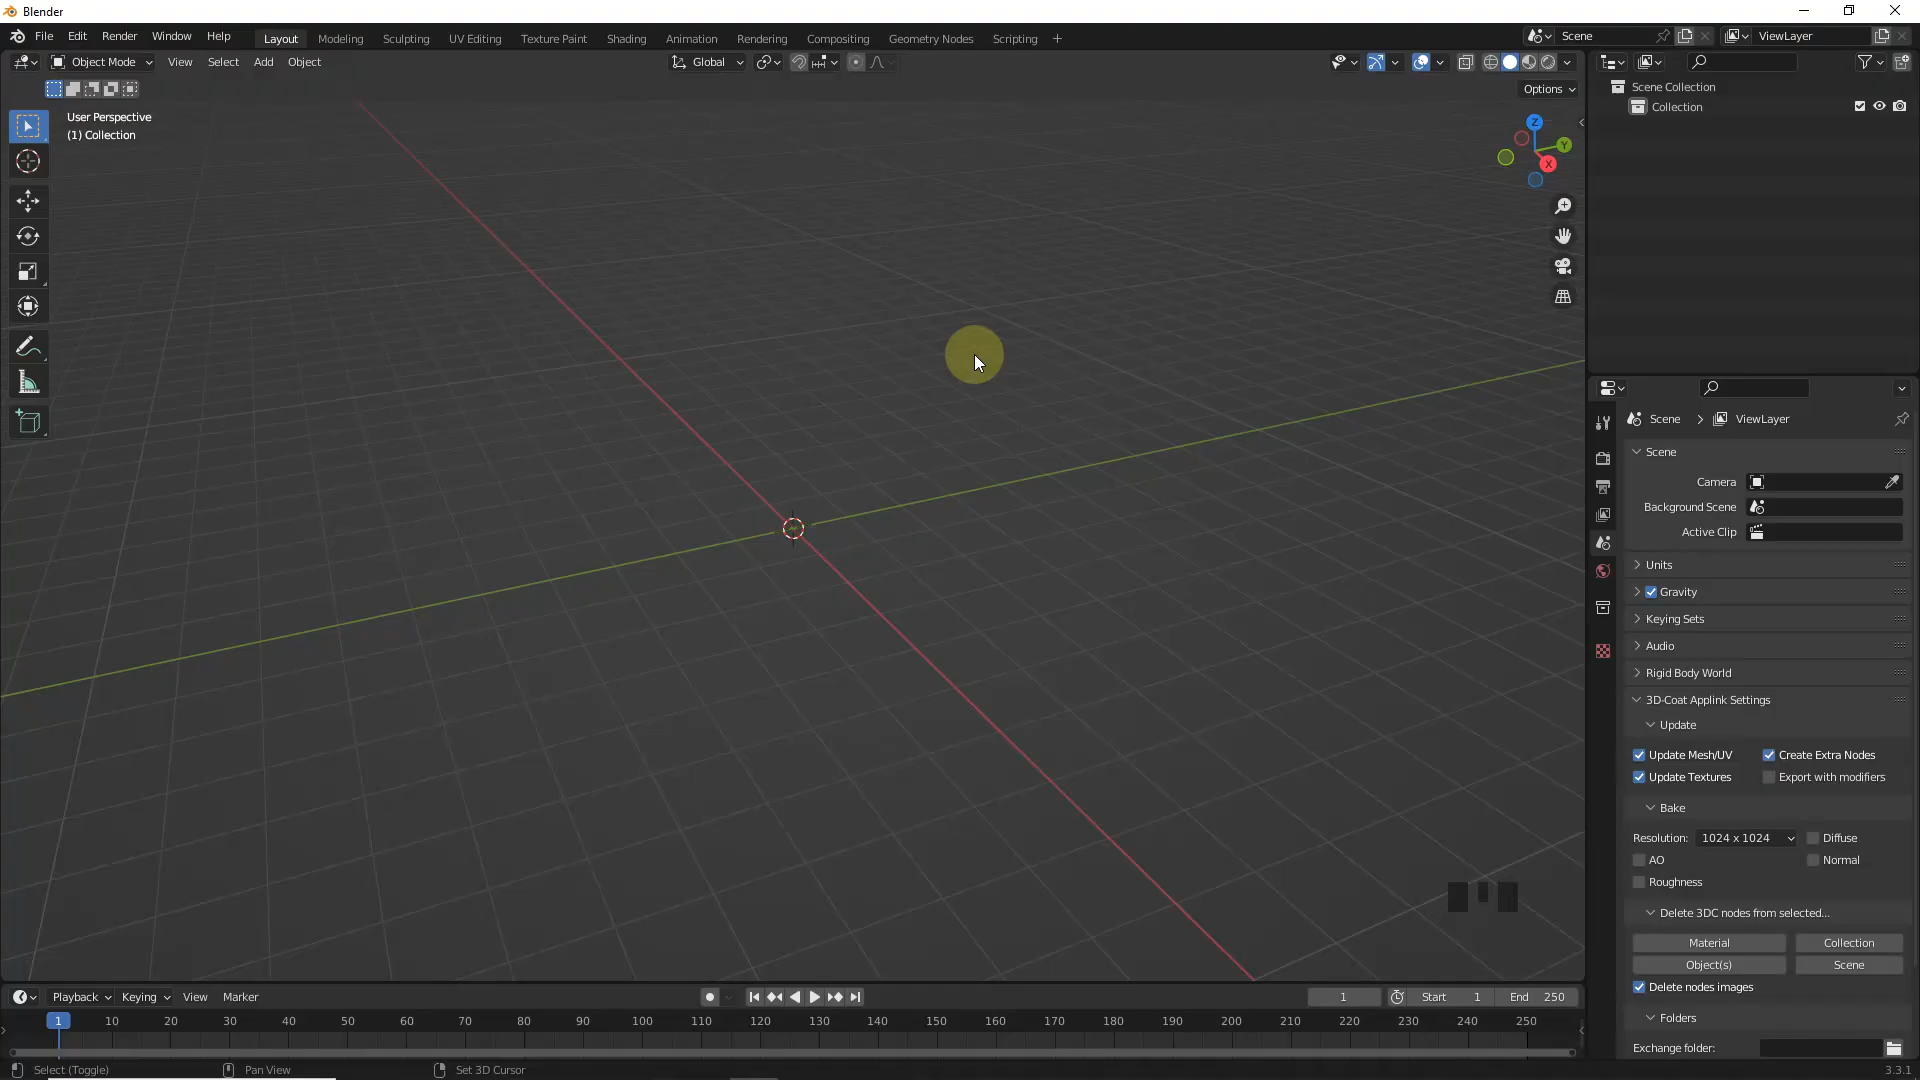 Blender
File Edit Render Window Help Layout Modeling Sculpting UV Editing Texture Paint Shading Animation Rendering Compositing Geometry Nodes Scripting + Scene ViewLayer
Object Mode View Select Add Object Global
Options
User Perspective
(1) Collection
Z
Y
X
Scene Collection
Collection
Scene > ViewLayer
Scene
Camera
Background Scene
Active Clip
Units
Gravity
Keying Sets
Audio
Rigid Body World
3D-Coat Applink Settings
Update
Update Mesh/UV Create Extra Nodes
Update Textures Export with modifiers
Bake
Resolution: 1024 x 1024 Diffuse
AO Normal
Roughness
Delete 3DC nodes from selected...
Material Collection
Object(s) Scene
Delete nodes images
Folders
Exchange folder:
Playback Keying View Marker 1 Start 1 End 250
1 10 20 30 40 50 60 70 80 90 100 110 120 130 140 150 160 170 180 190 200 210 220 230 240 250
Select (Toggle) Pan View Set 3D Cursor 3.3.1